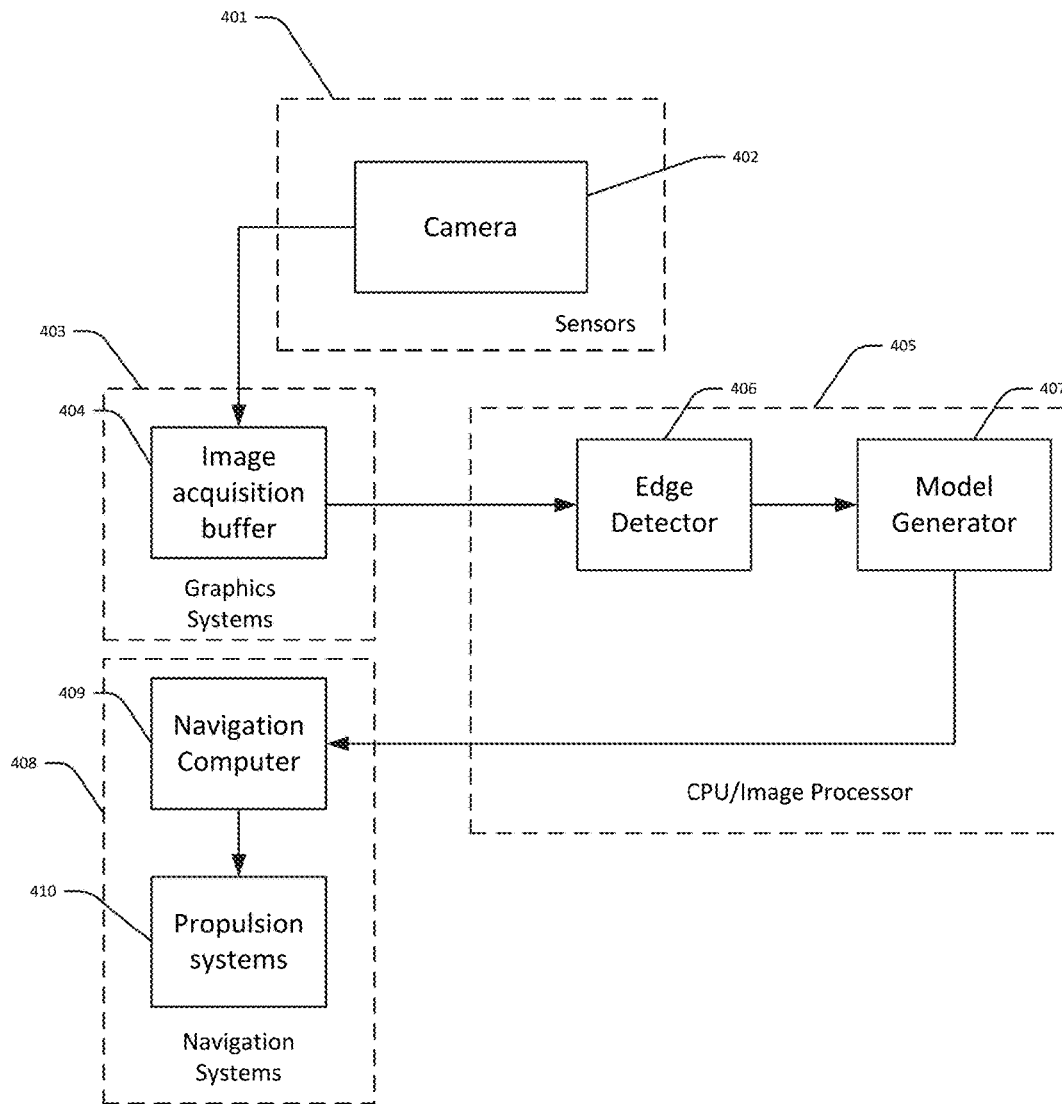 401
402
Camera
Sensors
403
404
Image
acquisition
buffer
Graphics
Systems
405
406
407
Edge
Detector
Model
Generator
CPU/Image Processor
408
409
Navigation
Computer
410
Propulsion
systems
Navigation
Systems